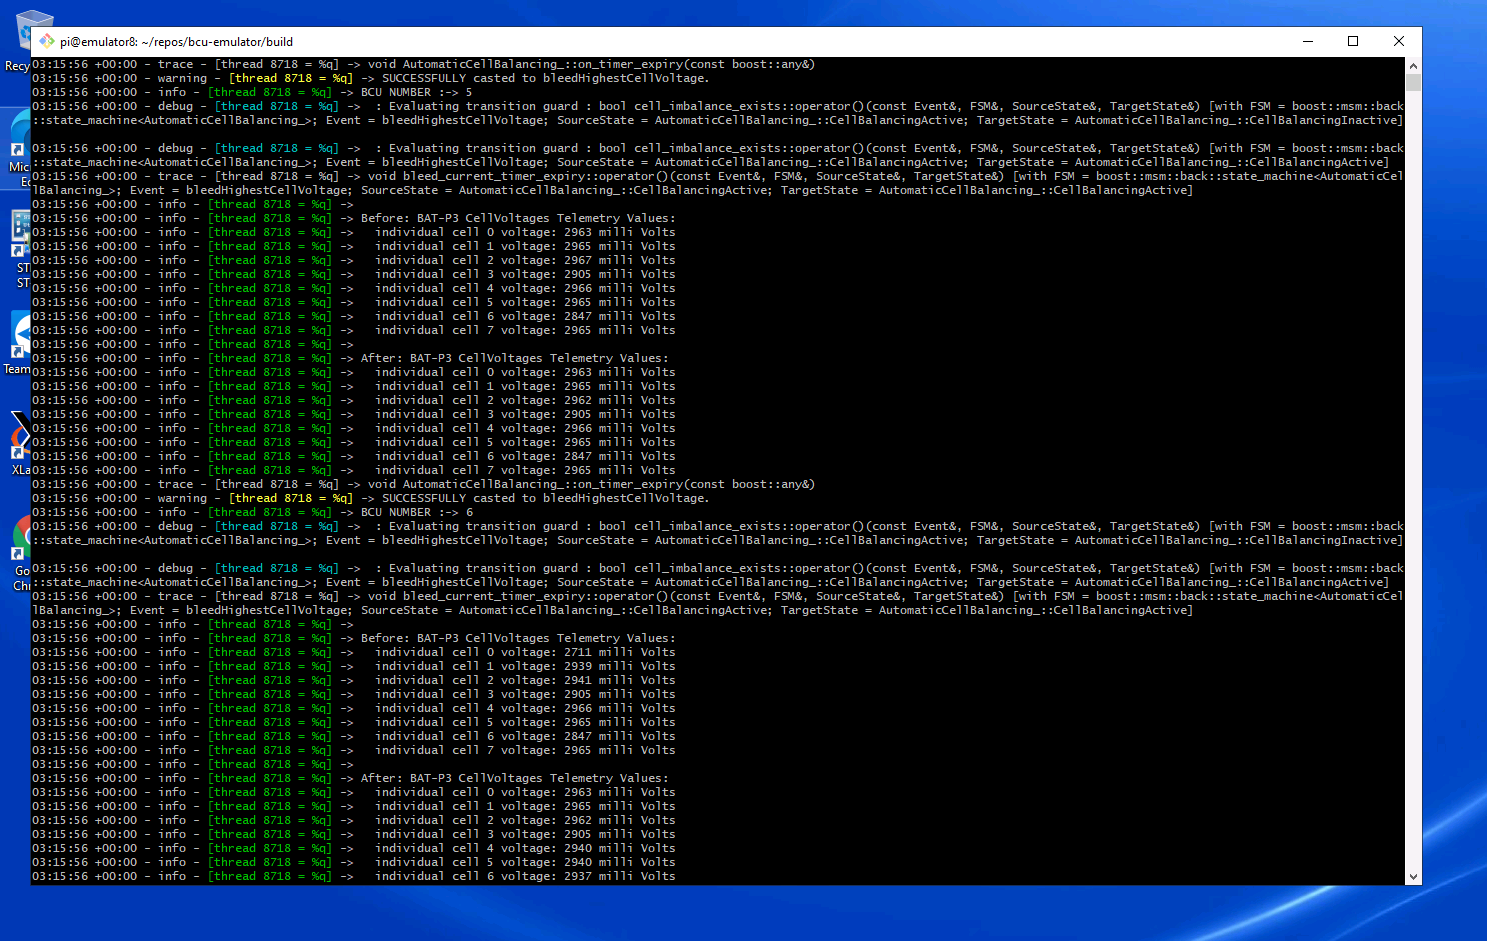 pi@emulator8: ~/repos/bcu-emulator/build
03:15:56 +00:00 - trace - [thread 8718 = %q] -> void AutomaticCellBalancing_::on_timer_expiry(const boost::any&)
03:15:56 +00:00 - warning - [thread 8718 = %q] -> SUCCESSFULLY casted to bleedHighestCellVoltage.
03:15:56 +00:00 - info - [thread 8718 = %q] -> BCU NUMBER :-> 5
03:15:56 +00:00 - debug - [thread 8718 = %q] ->  : Evaluating transition guard : bool cell_imbalance_exists::operator()(const Event&, FSM&, SourceState&, TargetState&) [with FSM = boost::msm::back
::state_machine<AutomaticCellBalancing_>; Event = bleedHighestCellVoltage; SourceState = AutomaticCellBalancing_::CellBalancingActive; TargetState = AutomaticCellBalancing_::CellBalancingInactive]
03:15:56 +00:00 - debug - [thread 8718 = %q] ->  : Evaluating transition guard : bool cell_imbalance_exists::operator()(const Event&, FSM&, SourceState&, TargetState&) [with FSM = boost::msm::back
::state_machine<AutomaticCellBalancing_>; Event = bleedHighestCellVoltage; SourceState = AutomaticCellBalancing_::CellBalancingActive; TargetState = AutomaticCellBalancing_::CellBalancingActive]
03:15:56 +00:00 - trace - [thread 8718 = %q] -> void bleed_current_timer_expiry::operator()(const Event&, FSM&, SourceState&, TargetState&) [with FSM = boost::msm::back::state_machine<AutomaticCel
lBalancing_>; Event = bleedHighestCellVoltage; SourceState = AutomaticCellBalancing_::CellBalancingActive; TargetState = AutomaticCellBalancing_::CellBalancingActive]
03:15:56 +00:00 - info - [thread 8718 = %q] ->
03:15:56 +00:00 - info - [thread 8718 = %q] -> Before: BAT-P3 CellVoltages Telemetry Values:
03:15:56 +00:00 - info - [thread 8718 = %q] ->   individual cell 0 voltage: 2963 milli Volts
03:15:56 +00:00 - info - [thread 8718 = %q] ->   individual cell 1 voltage: 2965 milli Volts
03:15:56 +00:00 - info - [thread 8718 = %q] ->   individual cell 2 voltage: 2967 milli Volts
03:15:56 +00:00 - info - [thread 8718 = %q] ->   individual cell 3 voltage: 2905 milli Volts
03:15:56 +00:00 - info - [thread 8718 = %q] ->   individual cell 4 voltage: 2966 milli Volts
03:15:56 +00:00 - info - [thread 8718 = %q] ->   individual cell 5 voltage: 2965 milli Volts
03:15:56 +00:00 - info - [thread 8718 = %q] ->   individual cell 6 voltage: 2847 milli Volts
03:15:56 +00:00 - info - [thread 8718 = %q] ->   individual cell 7 voltage: 2965 milli Volts
03:15:56 +00:00 - info - [thread 8718 = %q] ->
03:15:56 +00:00 - info - [thread 8718 = %q] -> After: BAT-P3 CellVoltages Telemetry Values:
03:15:56 +00:00 - info - [thread 8718 = %q] ->   individual cell 0 voltage: 2963 milli Volts
03:15:56 +00:00 - info - [thread 8718 = %q] ->   individual cell 1 voltage: 2965 milli Volts
03:15:56 +00:00 - info - [thread 8718 = %q] ->   individual cell 2 voltage: 2962 milli Volts
03:15:56 +00:00 - info - [thread 8718 = %q] ->   individual cell 3 voltage: 2905 milli Volts
03:15:56 +00:00 - info - [thread 8718 = %q] ->   individual cell 4 voltage: 2966 milli Volts
03:15:56 +00:00 - info - [thread 8718 = %q] ->   individual cell 5 voltage: 2965 milli Volts
03:15:56 +00:00 - info - [thread 8718 = %q] ->   individual cell 6 voltage: 2847 milli Volts
03:15:56 +00:00 - info - [thread 8718 = %q] ->   individual cell 7 voltage: 2965 milli Volts
03:15:56 +00:00 - trace - [thread 8718 = %q] -> void AutomaticCellBalancing_::on_timer_expiry(const boost::any&)
03:15:56 +00:00 - warning - [thread 8718 = %q] -> SUCCESSFULLY casted to bleedHighestCellVoltage.
03:15:56 +00:00 - info - [thread 8718 = %q] -> BCU NUMBER :-> 6
03:15:56 +00:00 - debug - [thread 8718 = %q] ->  : Evaluating transition guard : bool cell_imbalance_exists::operator()(const Event&, FSM&, SourceState&, TargetState&) [with FSM = boost::msm::back
::state_machine<AutomaticCellBalancing_>; Event = bleedHighestCellVoltage; SourceState = AutomaticCellBalancing_::CellBalancingActive; TargetState = AutomaticCellBalancing_::CellBalancingInactive]
03:15:56 +00:00 - debug - [thread 8718 = %q] ->  : Evaluating transition guard : bool cell_imbalance_exists::operator()(const Event&, FSM&, SourceState&, TargetState&) [with FSM = boost::msm::back
::state_machine<AutomaticCellBalancing_>; Event = bleedHighestCellVoltage; SourceState = AutomaticCellBalancing_::CellBalancingActive; TargetState = AutomaticCellBalancing_::CellBalancingActive]
03:15:56 +00:00 - trace - [thread 8718 = %q] -> void bleed_current_timer_expiry::operator()(const Event&, FSM&, SourceState&, TargetState&) [with FSM = boost::msm::back::state_machine<AutomaticCel
lBalancing_>; Event = bleedHighestCellVoltage; SourceState = AutomaticCellBalancing_::CellBalancingActive; TargetState = AutomaticCellBalancing_::CellBalancingActive]
03:15:56 +00:00 - info - [thread 8718 = %q] ->
03:15:56 +00:00 - info - [thread 8718 = %q] -> Before: BAT-P3 CellVoltages Telemetry Values:
03:15:56 +00:00 - info - [thread 8718 = %q] ->   individual cell 0 voltage: 2711 milli Volts
03:15:56 +00:00 - info - [thread 8718 = %q] ->   individual cell 1 voltage: 2939 milli Volts
03:15:56 +00:00 - info - [thread 8718 = %q] ->   individual cell 2 voltage: 2941 milli Volts
03:15:56 +00:00 - info - [thread 8718 = %q] ->   individual cell 3 voltage: 2905 milli Volts
03:15:56 +00:00 - info - [thread 8718 = %q] ->   individual cell 4 voltage: 2966 milli Volts
03:15:56 +00:00 - info - [thread 8718 = %q] ->   individual cell 5 voltage: 2965 milli Volts
03:15:56 +00:00 - info - [thread 8718 = %q] ->   individual cell 6 voltage: 2847 milli Volts
03:15:56 +00:00 - info - [thread 8718 = %q] ->   individual cell 7 voltage: 2965 milli Volts
03:15:56 +00:00 - info - [thread 8718 = %q] ->
03:15:56 +00:00 - info - [thread 8718 = %q] -> After: BAT-P3 CellVoltages Telemetry Values:
03:15:56 +00:00 - info - [thread 8718 = %q] ->   individual cell 0 voltage: 2963 milli Volts
03:15:56 +00:00 - info - [thread 8718 = %q] ->   individual cell 1 voltage: 2965 milli Volts
03:15:56 +00:00 - info - [thread 8718 = %q] ->   individual cell 2 voltage: 2962 milli Volts
03:15:56 +00:00 - info - [thread 8718 = %q] ->   individual cell 3 voltage: 2905 milli Volts
03:15:56 +00:00 - info - [thread 8718 = %q] ->   individual cell 4 voltage: 2940 milli Volts
03:15:56 +00:00 - info - [thread 8718 = %q] ->   individual cell 5 voltage: 2940 milli Volts
03:15:56 +00:00 - info - [thread 8718 = %q] ->   individual cell 6 voltage: 2937 milli Volts
Recy
Mic
Ec
ST
ST
Team
XLa
Go
Chr